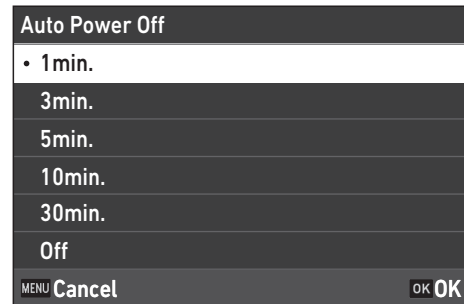 Auto Power Off
• 1min.
3min.
5min.
10min.
30min.
Off
MENU Cancel OK OK